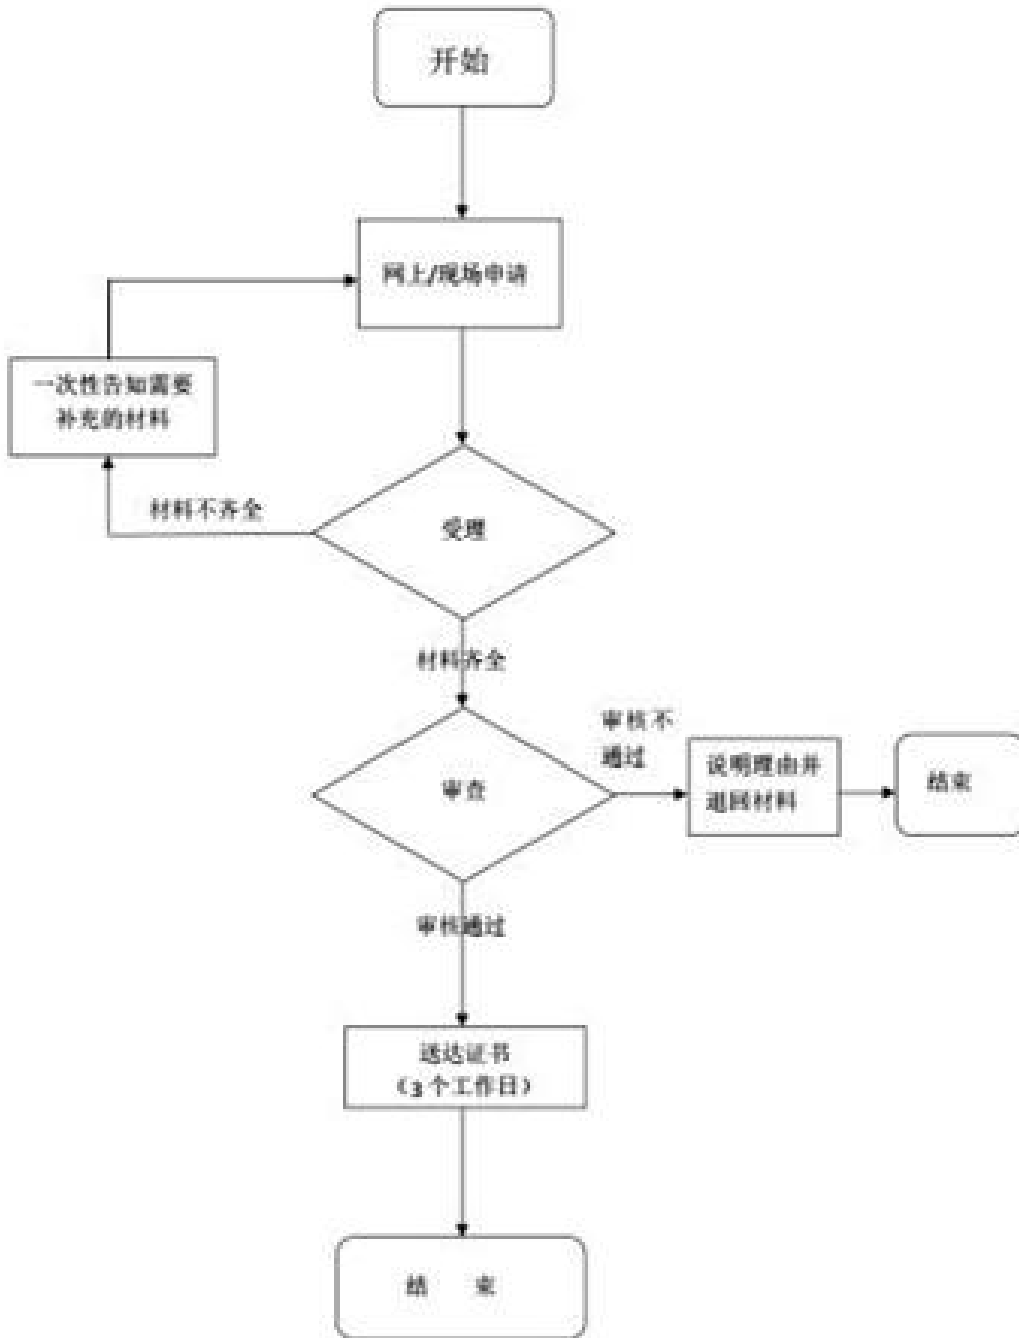 开始
网上/现场申请
一次性告知需要
补充的材料
材料不齐全
受理
材料齐全
审核不
通过
审查
说明理由并
退回材料
结束
审核通过
送达证书
（3个工作日）
结 束